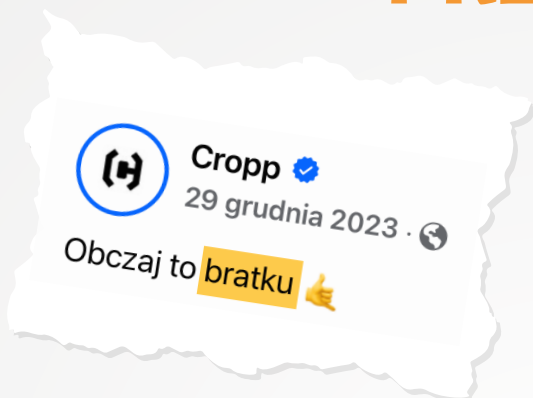 Cropp
29 grudnia 2023 ·
Obczaj to bratku 🤙